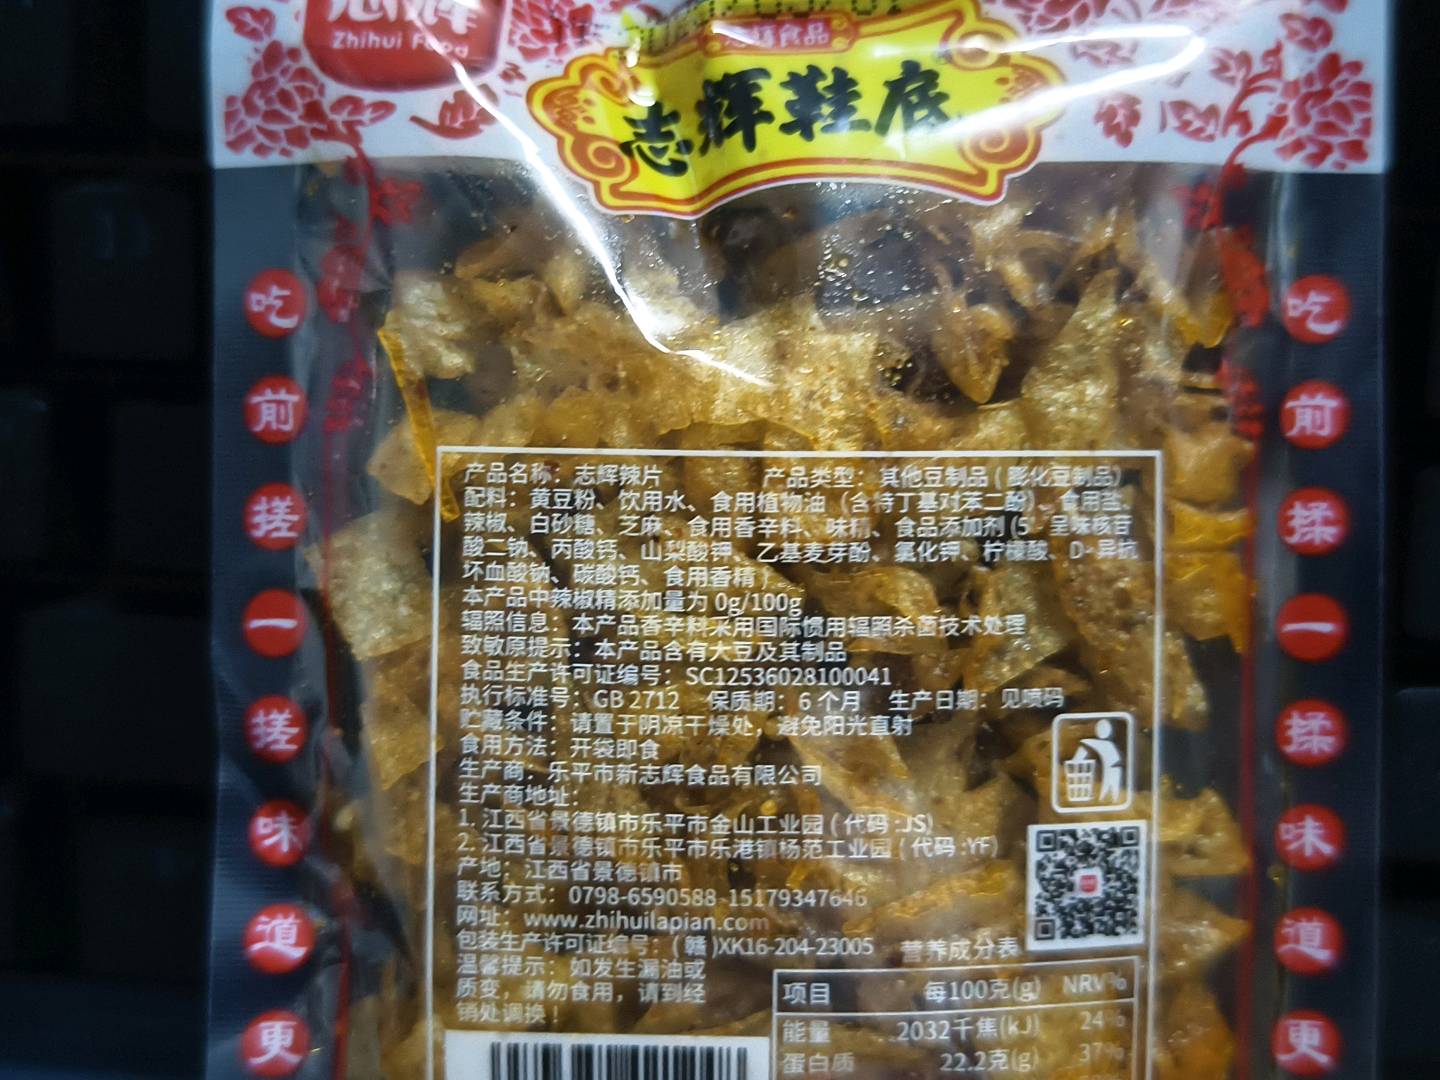 Zhihui Food
志辉食品
志辉鞋底
吃前搓一搓味道更
吃前揉一揉味道更
产品名称：志辉辣片 产品类型：其他豆制品（膨化豆制品）
配料：黄豆粉、饮用水、食用植物油（含特丁基对苯二酚）、食用盐、
辣椒、白砂糖、芝麻、食用香辛料、味精、食品添加剂（5'-呈味核苷
酸二钠、丙酸钙、山梨酸钾、乙基麦芽酚、氯化钾、柠檬酸、D-异抗
坏血酸钠、碳酸钙、食用香精）
本产品中辣椒精添加量为 0g/100g
辐照信息：本产品香辛料采用国际惯用辐照杀菌技术处理
致敏原提示：本产品含有大豆及其制品
食品生产许可证编号：SC12536028100041
执行标准号：GB 2712 保质期：6 个月 生产日期：见喷码
贮藏条件：请置于阴凉干燥处，避免阳光直射
食用方法：开袋即食
生产商：乐平市新志辉食品有限公司
生产商地址：
1. 江西省景德镇市乐平市金山工业园（代码:JS）
2. 江西省景德镇市乐平市乐港镇杨范工业园（代码:YF）
产地：江西省景德镇市
联系方式：0798-6590588 15179347646
网址：www.zhihuilapian.com
包装生产许可证编号：(赣)XK16-204-23005 营养成分表
温馨提示：如发生漏油或
质变，请勿食用，请到经
销处调换！
项目 每100克(g) NRV%
能量 2032千焦(kJ) 24%
蛋白质 22.2克(g) 37%